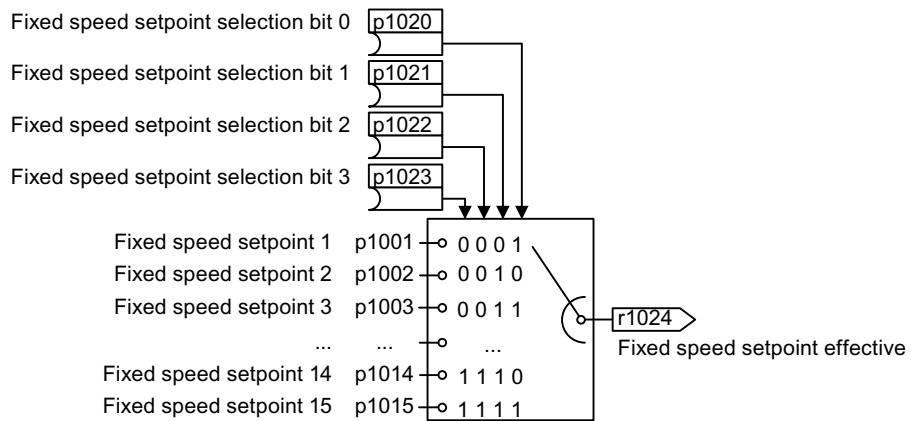 Fixed speed setpoint selection bit 0 p1020
Fixed speed setpoint selection bit 1 p1021
Fixed speed setpoint selection bit 2 p1022
Fixed speed setpoint selection bit 3 p1023
Fixed speed setpoint 1 p1001 0 0 0 1
Fixed speed setpoint 2 p1002 0 0 1 0
Fixed speed setpoint 3 p1003 0 0 1 1
r1024
Fixed speed setpoint effective
... ... ...
Fixed speed setpoint 14 p1014 1 1 1 0
Fixed speed setpoint 15 p1015 1 1 1 1